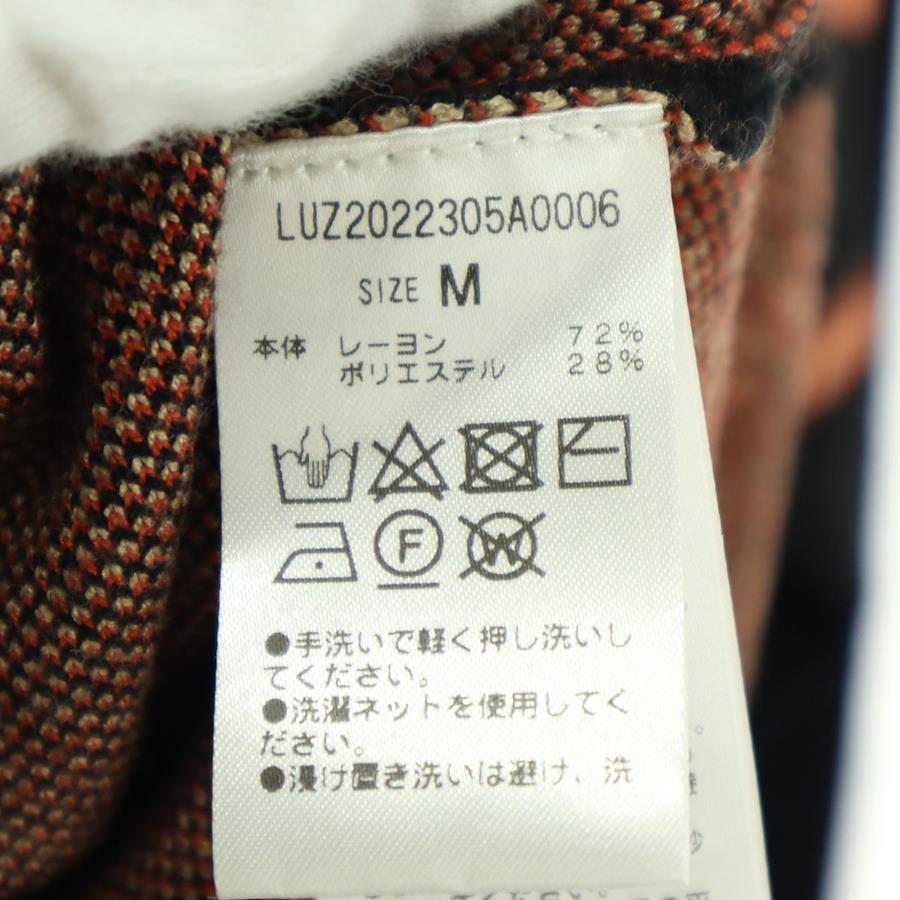 LUZ2022305A0006
SIZE M
本体 レーヨン 72%
ポリエステル 28%
F
W
●手洗いで軽く押し洗いし
てください。
●洗濯ネットを使用してく
ださい。
●浸け置き洗いは避け、洗